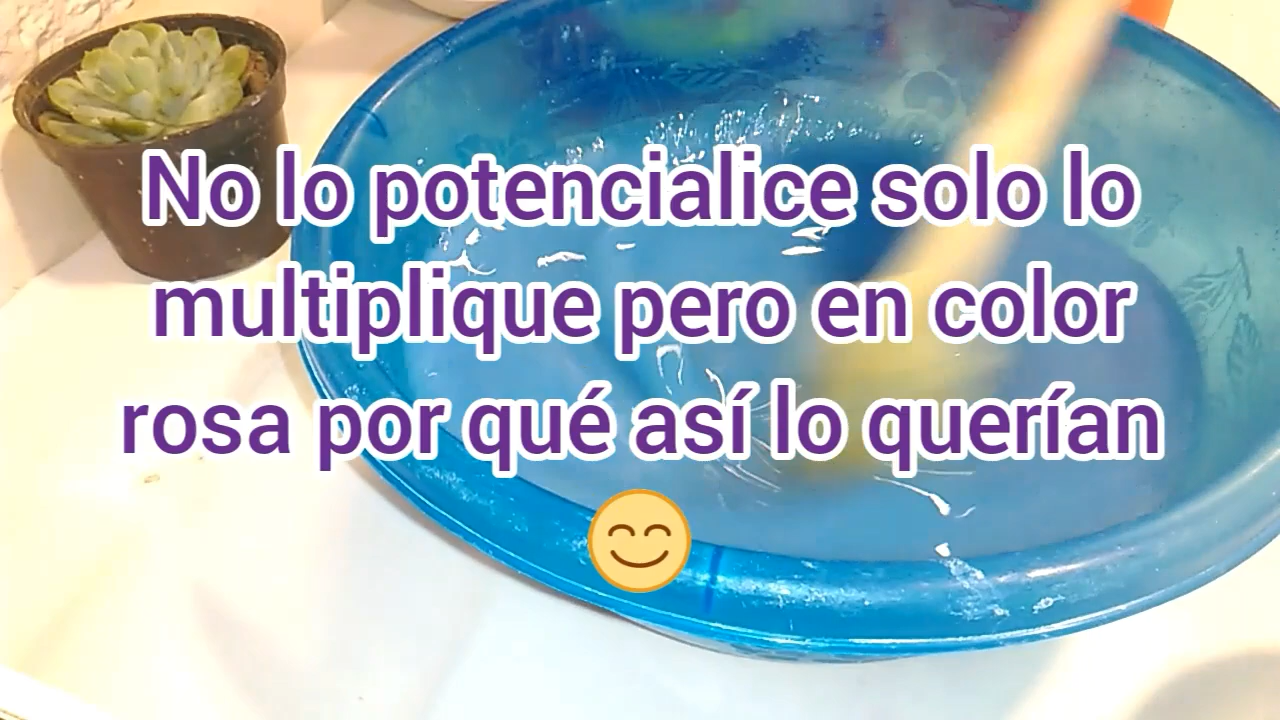 No lo potencialice solo lo
multiplique pero en color
rosa por qué así lo querían
😊